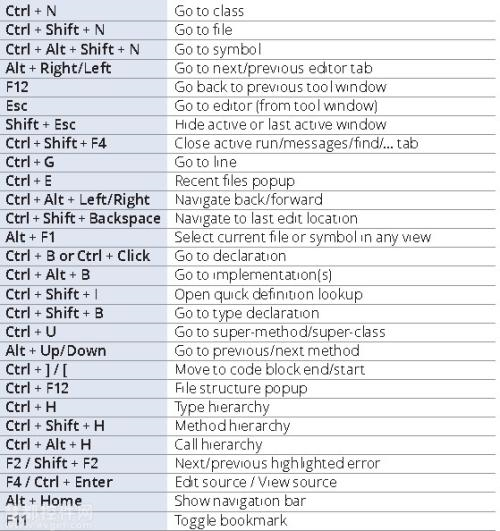 Ctrl + N Go to class
Ctrl + Shift + N Go to file
Ctrl + Alt + Shift + N Go to symbol
Alt + Right/Left Go to next/previous editor tab
F12 Go back to previous tool window
Esc Go to editor (from tool window)
Shift + Esc Hide active or last active window
Ctrl + Shift + F4 Close active run/messages/find/... tab
Ctrl + G Go to line
Ctrl + E Recent files popup
Ctrl + Alt + Left/Right Navigate back/forward
Ctrl + Shift + Backspace Navigate to last edit location
Alt + F1 Select current file or symbol in any view
Ctrl + B or Ctrl + Click Go to declaration
Ctrl + Alt + B Go to implementation(s)
Ctrl + Shift + I Open quick definition lookup
Ctrl + Shift + B Go to type declaration
Ctrl + U Go to super-method/super-class
Alt + Up/Down Go to previous/next method
Ctrl + ] / [ Move to code block end/start
Ctrl + F12 File structure popup
Ctrl + H Type hierarchy
Ctrl + Shift + H Method hierarchy
Ctrl + Alt + H Call hierarchy
F2 / Shift + F2 Next/previous highlighted error
F4 / Ctrl + Enter Edit source / View source
Alt + Home Show navigation bar
F11 Toggle bookmark